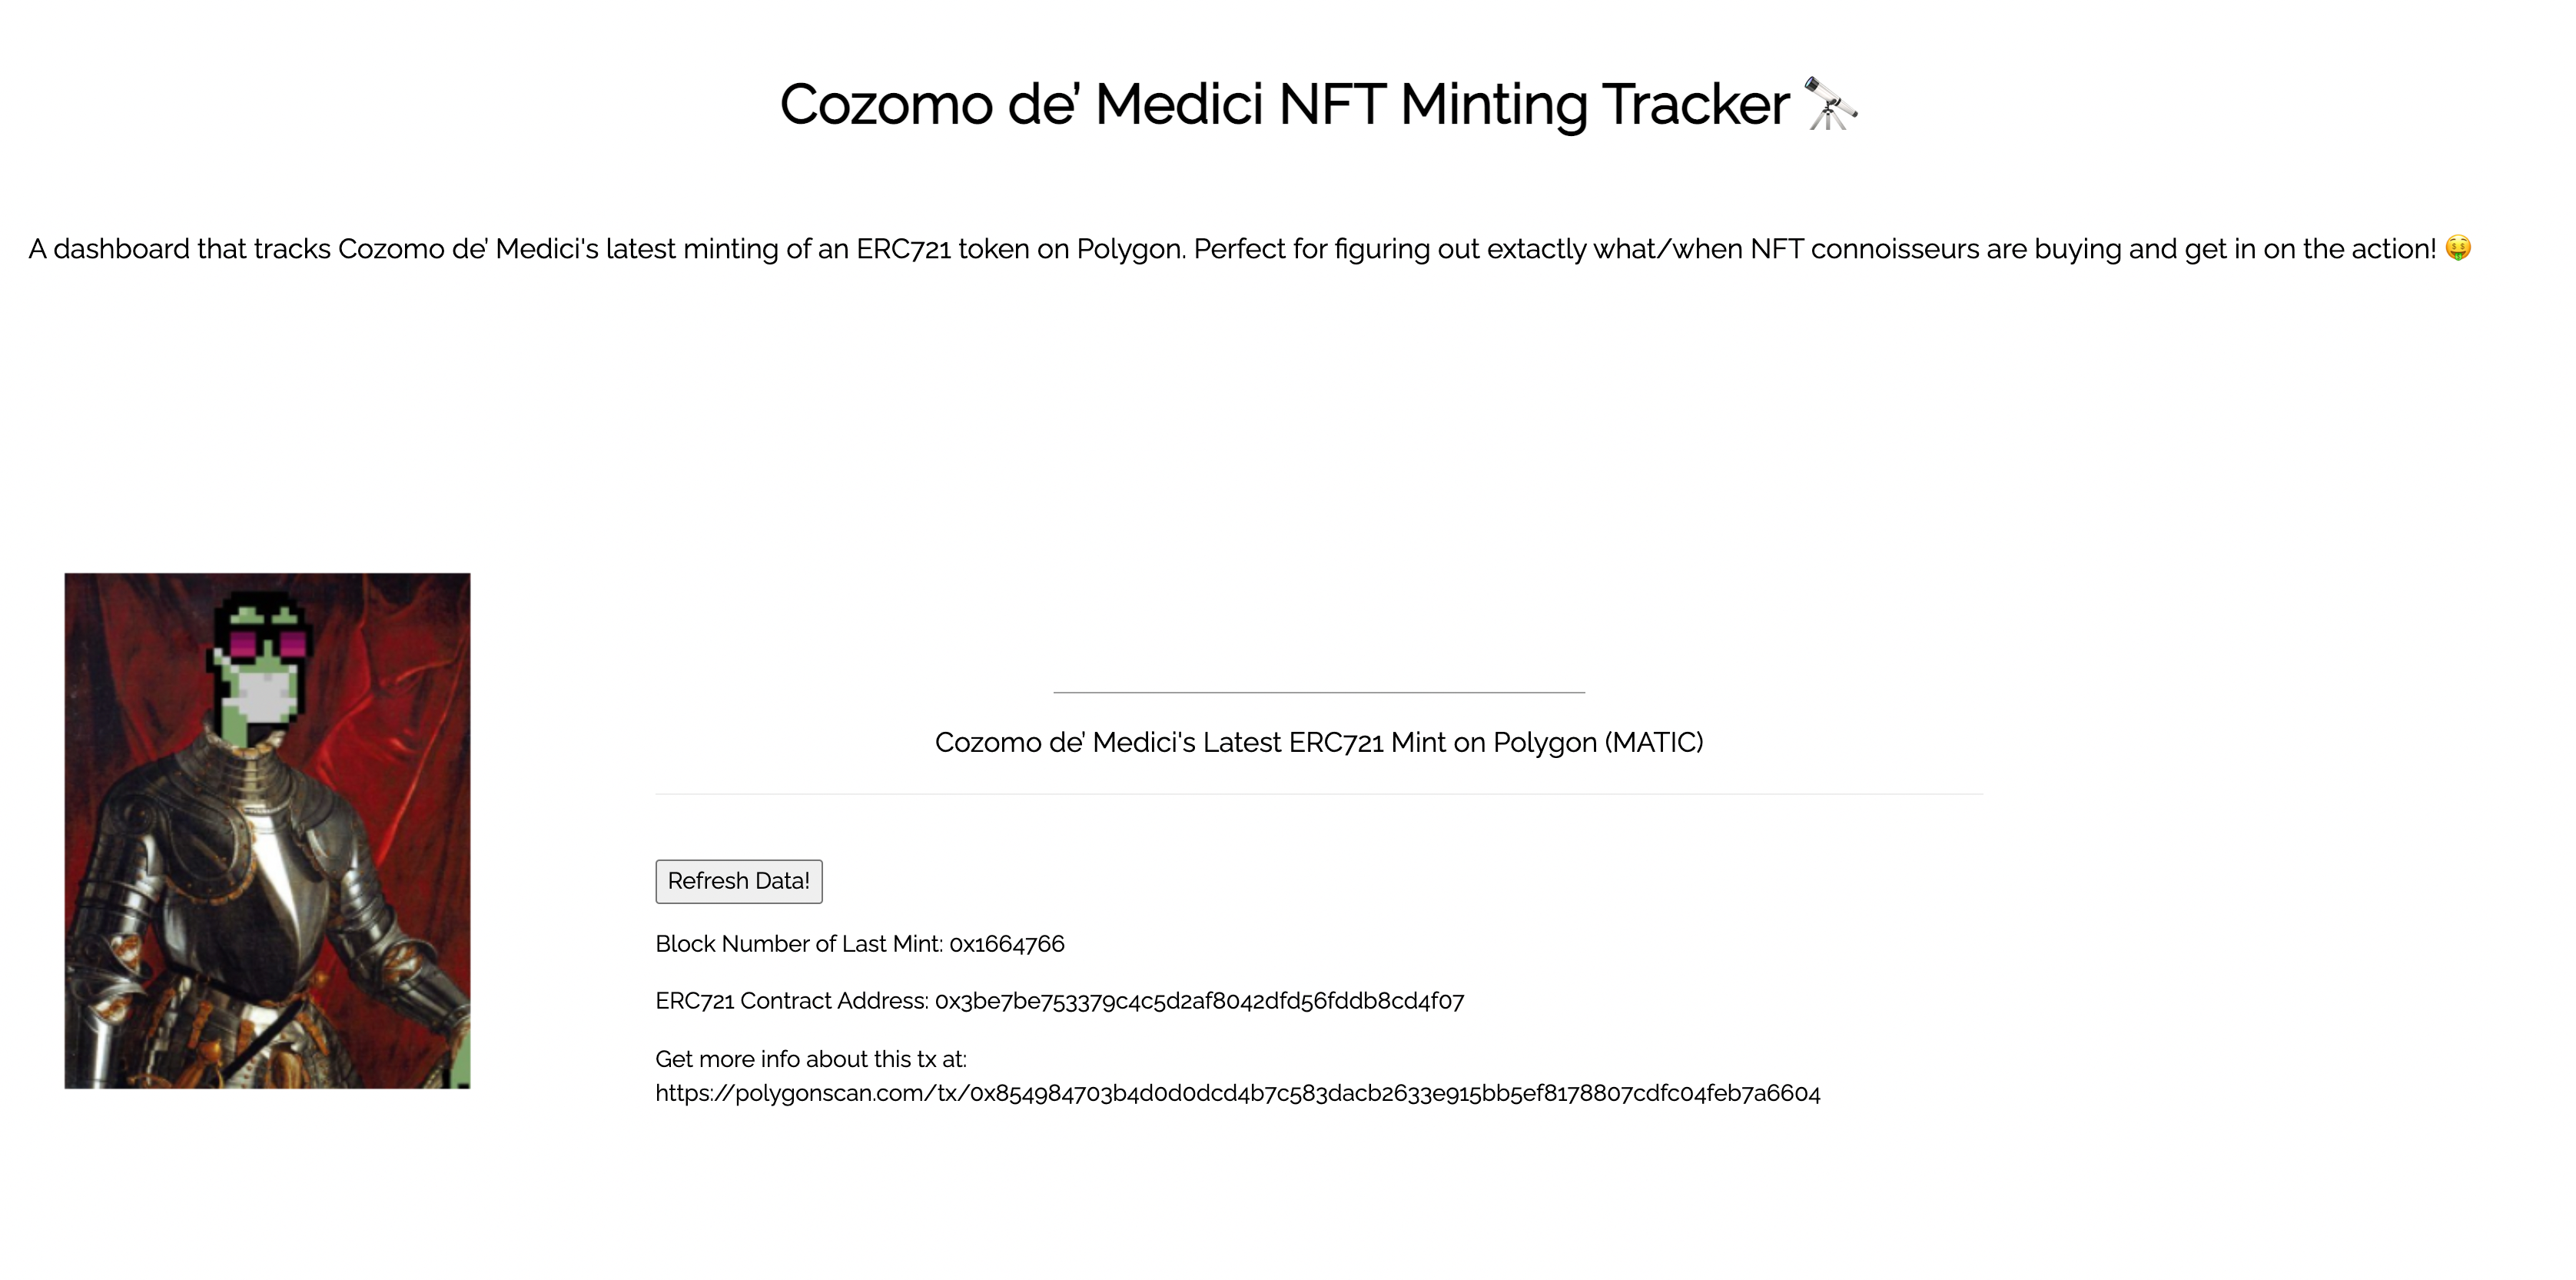 Cozomo de’ Medici NFT Minting Tracker 🔭
A dashboard that tracks Cozomo de’ Medici's latest minting of an ERC721 token on Polygon. Perfect for figuring out extactly what/when NFT connoisseurs are buying and get in on the action! 🤑
Cozomo de’ Medici's Latest ERC721 Mint on Polygon (MATIC)
Refresh Data!
Block Number of Last Mint: 0x1664766
ERC721 Contract Address: 0x3be7be753379c4c5d2af8042dfd56fddb8cd4f07
Get more info about this tx at:
https://polygonscan.com/tx/0x854984703b4d0d0dcd4b7c583dacb2633e915bb5ef8178807cdfc04feb7a6604